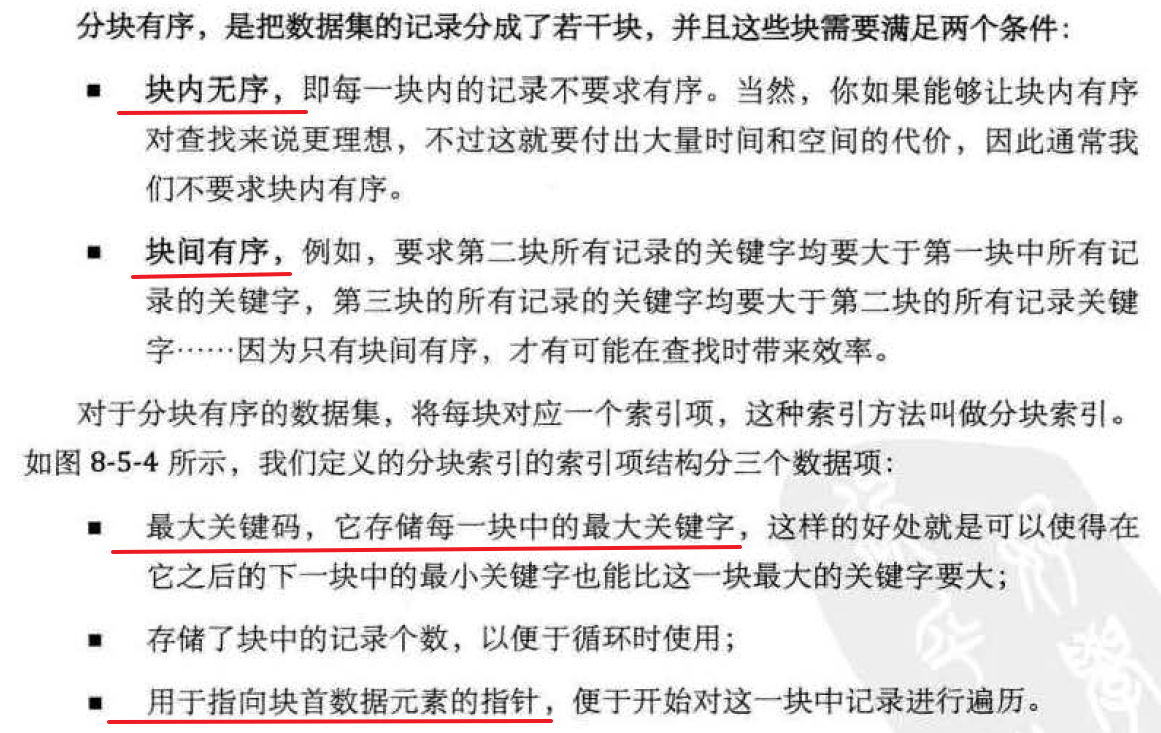 分块有序，是把数据集的记录分成了若干块，并且这些块需要满足两个条件：
■ 块内无序，即每一块内的记录不要求有序。当然，你如果能够让块内有序
对查找来说更理想，不过这就要付出大量时间和空间的代价，因此通常我
们不要求块内有序。
■ 块间有序，例如，要求第二块所有记录的关键字均要大于第一块中所有记
录的关键字，第三块的所有记录的关键字均要大于第二块的所有记录关键
字……因为只有块间有序，才有可能在查找时带来效率。
对于分块有序的数据集，将每块对应一个索引项，这种索引方法叫做分块索引。
如图 8-5-4 所示，我们定义的分块索引的索引项结构分三个数据项：
■ 最大关键码，它存储每一块中的最大关键字，这样的好处就是可以使得在
它之后的下一块中的最小关键字也能比这一块最大的关键字要大；
■ 存储了块中的记录个数，以便于循环时使用；
■ 用于指向块首数据元素的指针，便于开始对这一块中记录进行遍历。